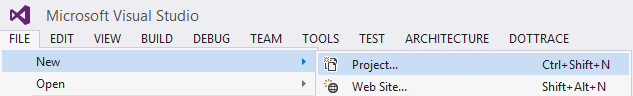 Microsoft Visual Studio
FILE EDIT VIEW BUILD DEBUG TEAM TOOLS TEST ARCHITECTURE DOTTRACE
New Project... Ctrl+Shift+N
Open Web Site... Shift+Alt+N